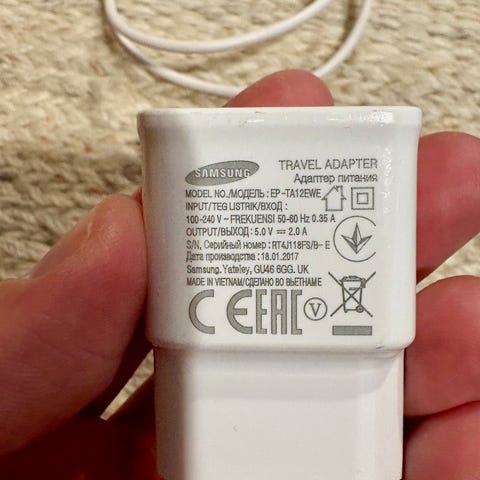 SAMSUNG
TRAVEL ADAPTER
Адаптер питания
MODEL NO./МОДЕЛЬ : EP-TA12EWE
INPUT/TEG LISTRIK/ВХОД :
100-240 V ~ FREKUENSI 50-60 Hz 0.35 A
OUTPUT/ВЫХОД : 5.0 V ⎓ 2.0 A
S/N, Серийный номер : RT4J118FS/B- E
Дата производства : 18.01.2017
Samsung. Yateley, GU46 6GG. UK
MADE IN VIETNAM/СДЕЛАНО ВО ВЬЕТНАМЕ
CE EAC V